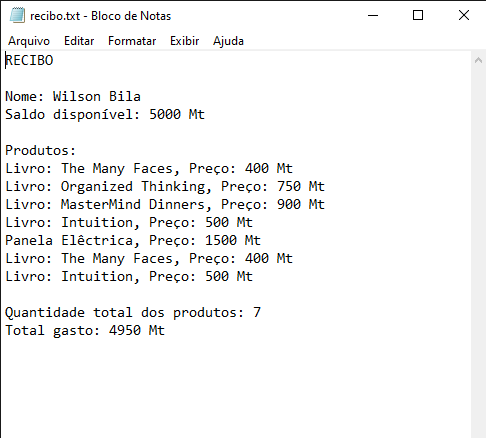 recibo.txt - Bloco de Notas
Arquivo Editar Formatar Exibir Ajuda
RECIBO
Nome: Wilson Bila
Saldo disponível: 5000 Mt
Produtos:
Livro: The Many Faces, Preço: 400 Mt
Livro: Organized Thinking, Preço: 750 Mt
Livro: MasterMind Dinners, Preço: 900 Mt
Livro: Intuition, Preço: 500 Mt
Panela Elêctrica, Preço: 1500 Mt
Livro: The Many Faces, Preço: 400 Mt
Livro: Intuition, Preço: 500 Mt
Quantidade total dos produtos: 7
Total gasto: 4950 Mt